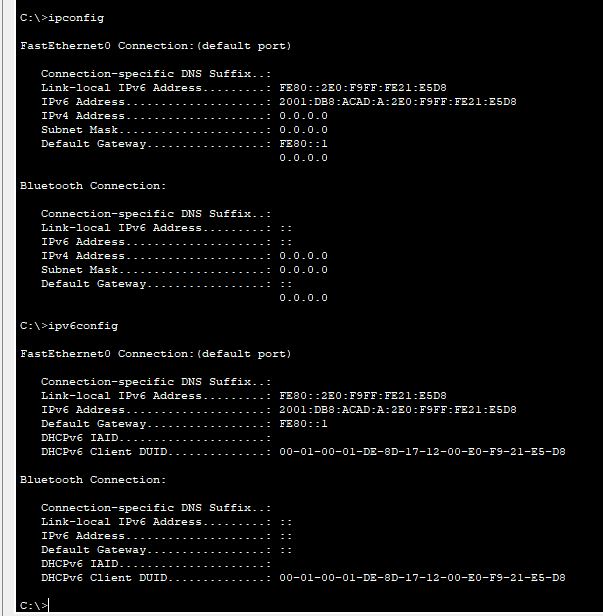 C:\>ipconfig
FastEthernet0 Connection:(default port)
Connection-specific DNS Suffix..:
Link-local IPv6 Address.........: FE80::2E0:F9FF:FE21:E5D8
IPv6 Address....................: 2001:DB8:ACAD:A:2E0:F9FF:FE21:E5D8
IPv4 Address....................: 0.0.0.0
Subnet Mask.....................: 0.0.0.0
Default Gateway.................: FE80::1
0.0.0.0
Bluetooth Connection:
Connection-specific DNS Suffix..:
Link-local IPv6 Address.........: ::
IPv6 Address....................: ::
IPv4 Address....................: 0.0.0.0
Subnet Mask.....................: 0.0.0.0
Default Gateway.................: ::
0.0.0.0
C:\>ipv6config
FastEthernet0 Connection:(default port)
Connection-specific DNS Suffix..:
Link-local IPv6 Address.........: FE80::2E0:F9FF:FE21:E5D8
IPv6 Address....................: 2001:DB8:ACAD:A:2E0:F9FF:FE21:E5D8
Default Gateway.................: FE80::1
DHCPv6 IAID.....................:
DHCPv6 Client DUID..............: 00-01-00-01-DE-8D-17-12-00-E0-F9-21-E5-D8
Bluetooth Connection:
Connection-specific DNS Suffix..:
Link-local IPv6 Address.........: ::
IPv6 Address....................: ::
Default Gateway.................: ::
DHCPv6 IAID.....................:
DHCPv6 Client DUID..............: 00-01-00-01-DE-8D-17-12-00-E0-F9-21-E5-D8
C:\>